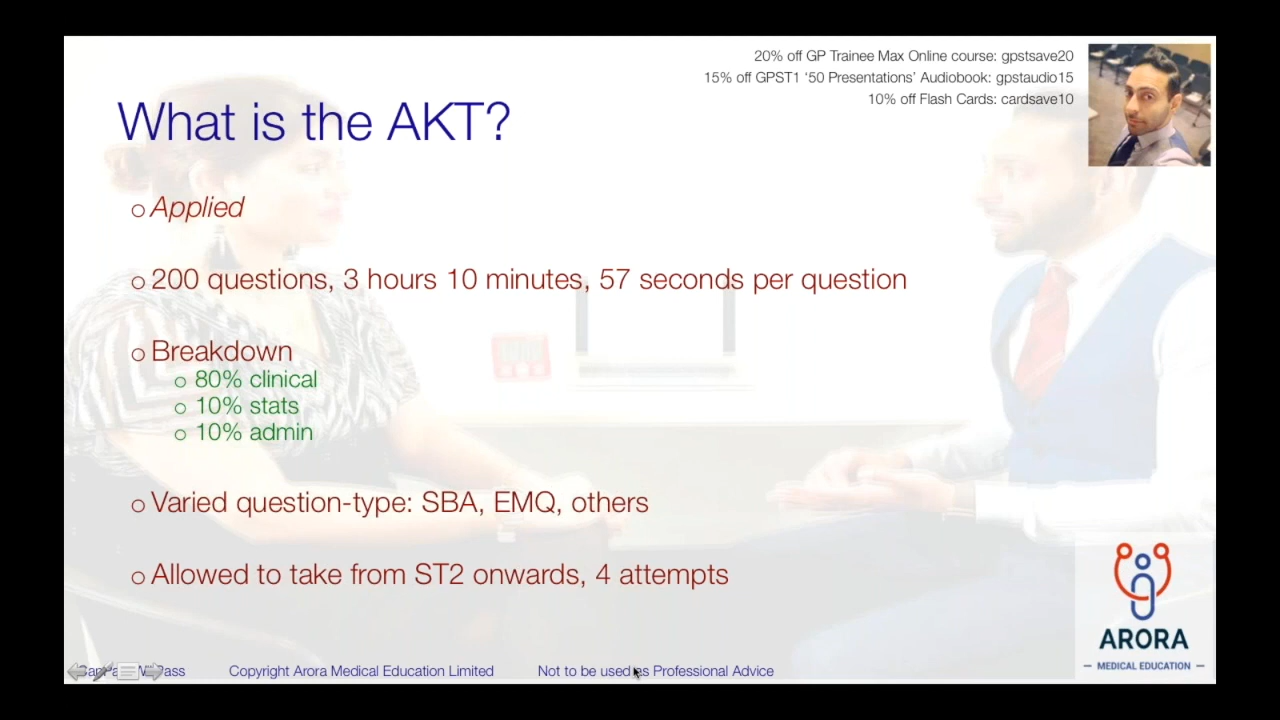 20% off GP Trainee Max Online course: gpstsave20
15% off GPST1 ‘50 Presentations’ Audiobook: gpstaudio15
10% off Flash Cards: cardsave10
What is the AKT?
Applied
200 questions, 3 hours 10 minutes, 57 seconds per question
Breakdown
80% clinical
10% stats
10% admin
Varied question-type: SBA, EMQ, others
Allowed to take from ST2 onwards, 4 attempts
ARORA
– MEDICAL EDUCATION –
Copyright Arora Medical Education Limited Not to be used as Professional Advice